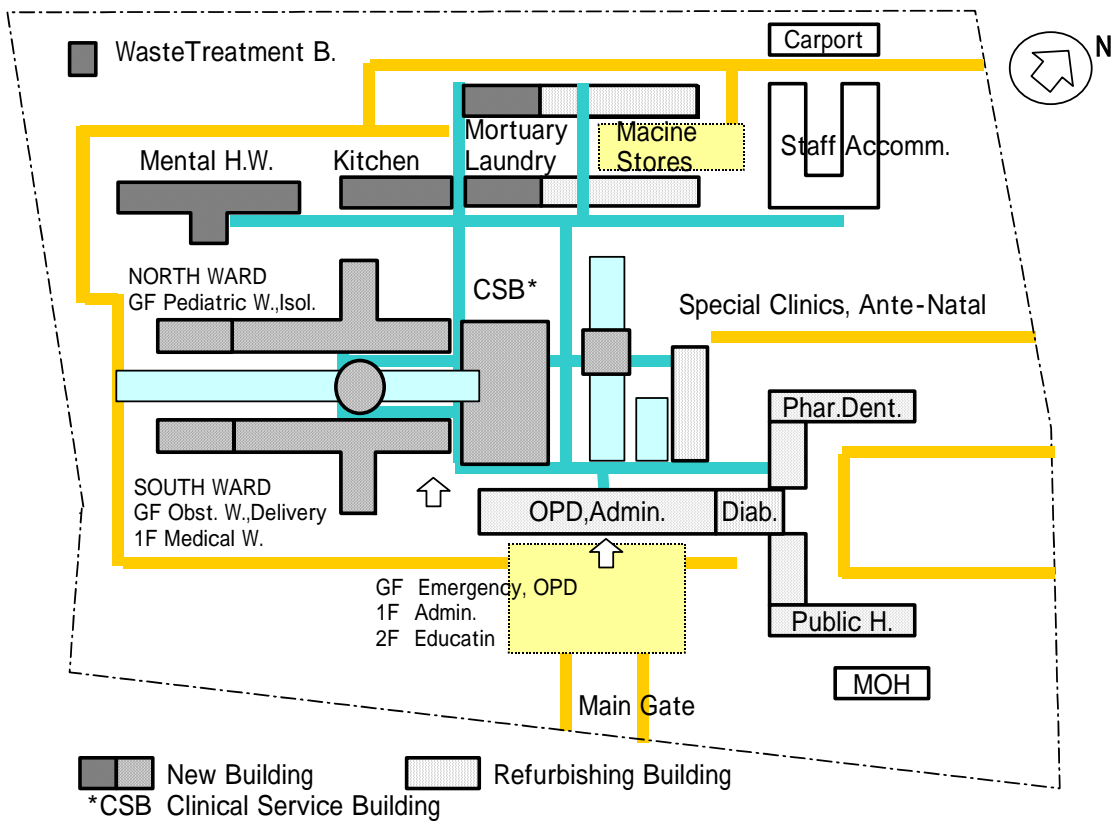 Carport
N
WasteTreatment B.
Mortuary
Macine
Stores
Staff Accomm.
Mental H.W.
Kitchen
Laundry
NORTH WARD
GF Pediatric W.,Isol.
CSB*
Special Clinics, Ante-Natal
Phar.Dent.
SOUTH WARD
GF Obst. W.,Delivery
1F Medical W.
OPD,Admin.
Diab.
GF Emergency, OPD
1F Admin.
2F Educatin
Public H.
MOH
Main Gate
New Building
Refurbishing Building
*CSB Clinical Service Building